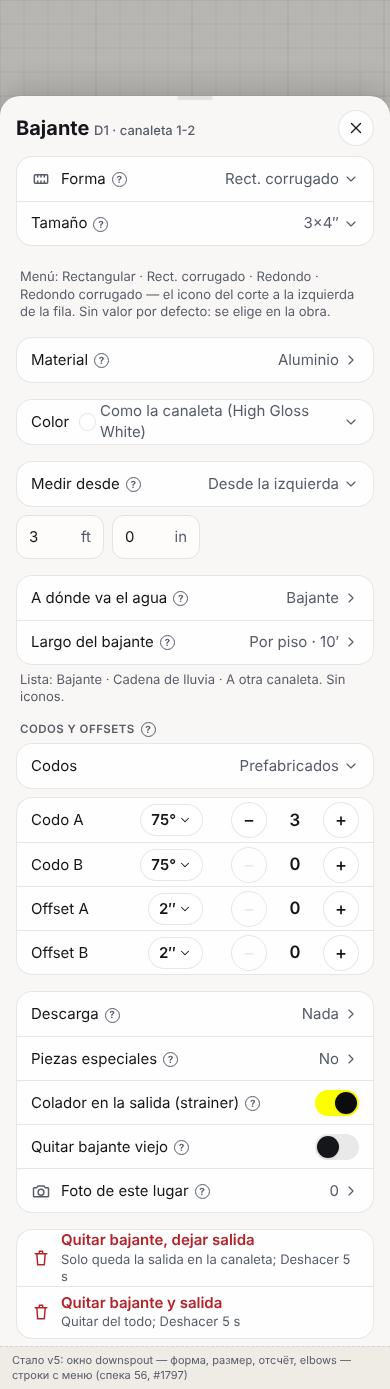 Bajante D1 · canaleta 1-2
Forma ? Rect. corrugado
Tamaño ? 3×4″
Menú: Rectangular · Rect. corrugado · Redondo ·
Redondo corrugado — el icono del corte a la izquierda
de la fila. Sin valor por defecto: se elige en la obra.
Material ? Aluminio
Color Como la canaleta (High Gloss
White)
Medir desde ? Desde la izquierda
3 ft 0 in
A dónde va el agua ? Bajante
Largo del bajante ? Por piso · 10′
Lista: Bajante · Cadena de lluvia · A otra canaleta. Sin
iconos.
CODOS Y OFFSETS ?
Codos Prefabricados
Codo A 75° − 3 +
Codo B 75° − 0 +
Offset A 2″ − 0 +
Offset B 2″ − 0 +
Descarga ? Nada
Piezas especiales ? No
Colador en la salida (strainer) ?
Quitar bajante viejo ?
Foto de este lugar ? 0
Quitar bajante, dejar salida
Solo queda la salida en la canaleta; Deshacer 5
s
Quitar bajante y salida
Quitar del todo; Deshacer 5 s
Стало v5: окно downspout — форма, размер, отсчёт, elbows —
строки с меню (спека 56, #1797)